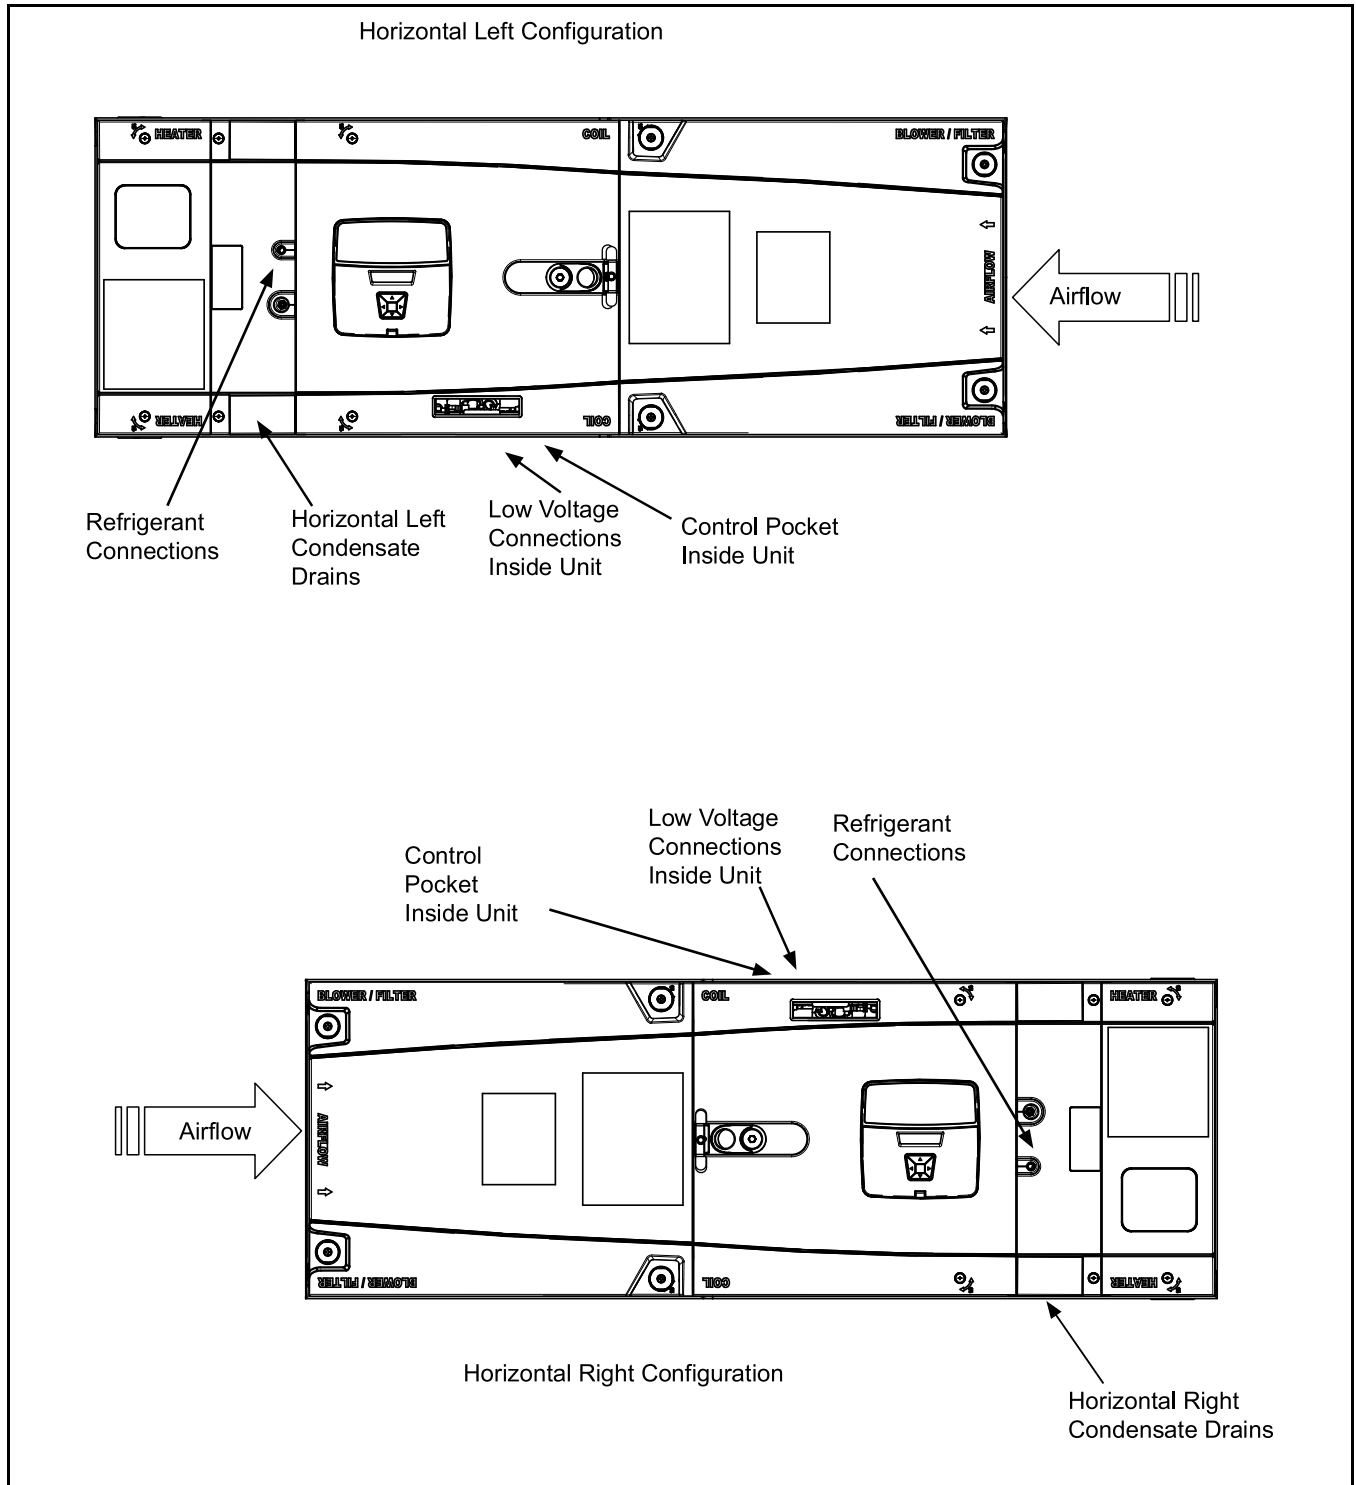 Horizontal Left Configuration
HEATER
COIL
BLOWER / FILTER
AIRFLOW
Airflow
HEATER
COIL
BLOWER / FILTER
Refrigerant
Connections
Horizontal Left
Condensate
Drains
Low Voltage
Connections
Inside Unit
Control Pocket
Inside Unit
Control
Pocket
Inside Unit
Low Voltage
Connections
Inside Unit
Refrigerant
Connections
BLOWER / FILTER
COIL
HEATER
Airflow
AIRFLOW
BLOWER / FILTER
COIL
HEATER
Horizontal Right Configuration
Horizontal Right
Condensate Drains